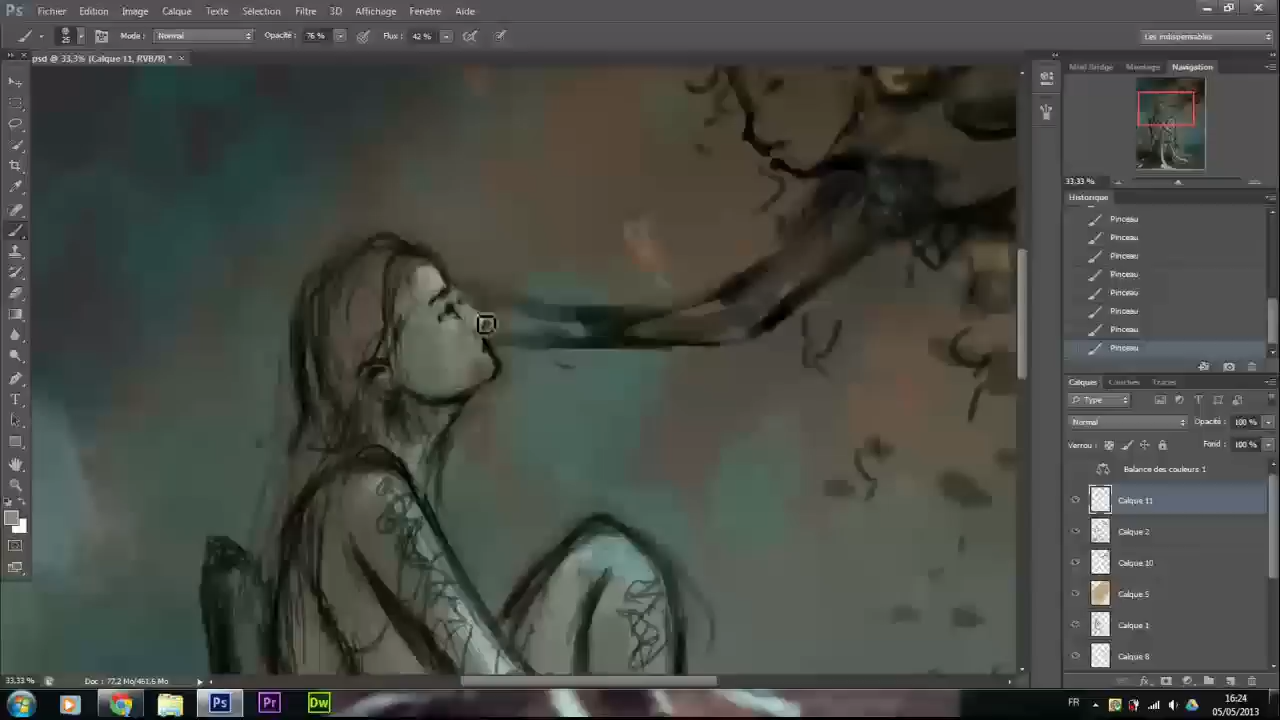 Ps Fichier Edition Image Calque Texte Sélection Filtre 3D Affichage Fenêtre Aide
25 Mode : Normal Opacité : 76 % Flux : 42 % Les indispensables
psd @ 33,3% (Calque 11, RVB/8) * ×
Mini Bridge Montage Navigation
33,33 %
Historique
Pinceau
Pinceau
Pinceau
Pinceau
Pinceau
Pinceau
Pinceau
Pinceau
Calques Couches Tracés
Type
Normal Opacité : 100 %
Verrou : Fond : 100 %
Balance des couleurs 1
Calque 11
Calque 2
Calque 10
Calque 5
Calque 1
Calque 8
33,33 % Doc : 77,2 Mo/461,6 Mo
Ps Pr Dw FR 16:24
05/05/2013